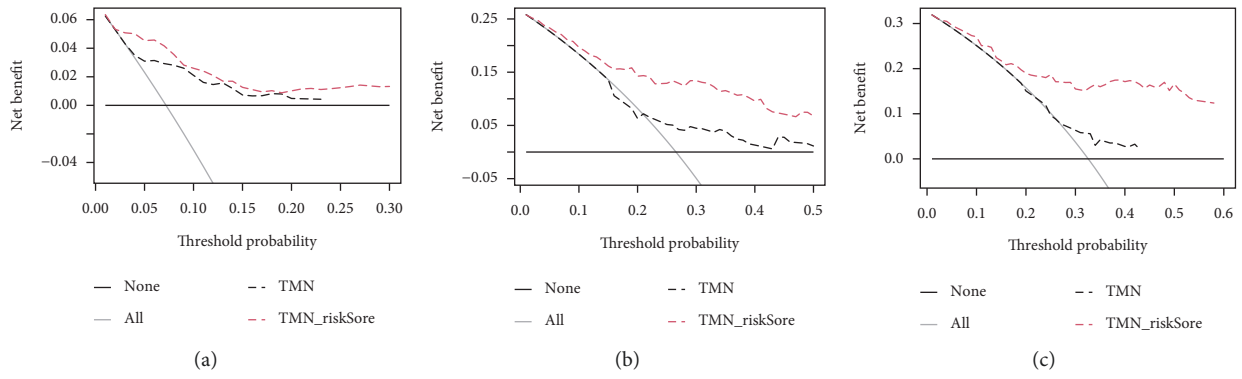 Net benefit
0.06
0.04
0.02
0.00
−0.04
0.00
0.05
0.10
0.15
0.20
0.25
0.30
Threshold probability
None
TMN
All
TMN_riskSore
(a)
Net benefit
0.25
0.15
0.05
−0.05
0.0
0.1
0.2
0.3
0.4
0.5
Threshold probability
None
TMN
All
TMN_riskSore
(b)
Net benefit
0.3
0.2
0.1
0.0
0.0
0.1
0.2
0.3
0.4
0.5
0.6
Threshold probability
None
TMN
All
TMN_riskSore
(c)